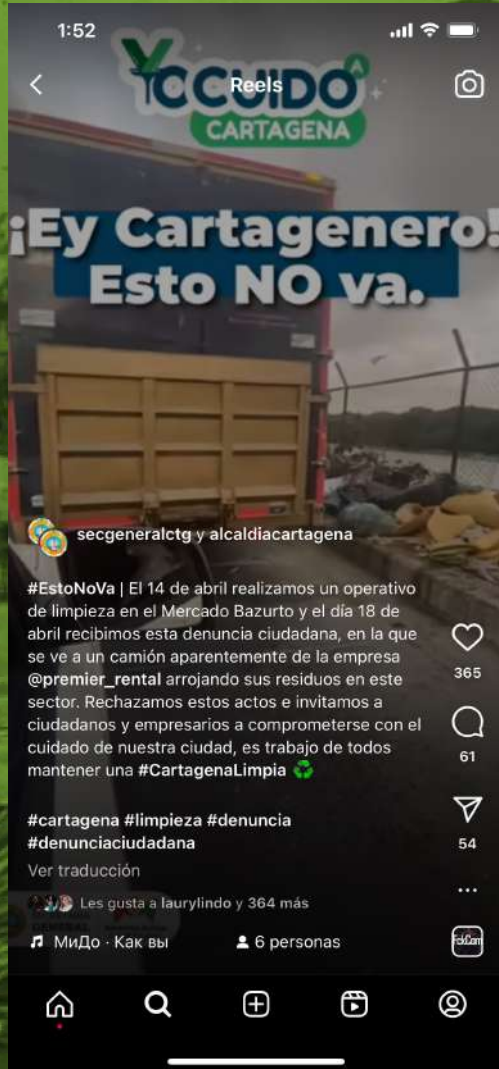 1:52
YO CUIDO A
Reels
CARTAGENA
¡Ey Cartagenero!
Esto NO va.
secgeneralctg y alcaldiacartagena
#EstoNoVa | El 14 de abril realizamos un operativo
de limpieza en el Mercado Bazurto y el día 18 de
abril recibimos esta denuncia ciudadana, en la que
se ve a un camión aparentemente de la empresa
@premier_rental arrojando sus residuos en este
sector. Rechazamos estos actos e invitamos a
ciudadanos y empresarios a comprometerse con el
cuidado de nuestra ciudad, es trabajo de todos
mantener una #CartagenaLimpia
365
61
#cartagena #limpieza #denuncia
#denunciaciudadana
54
Ver traducción
Les gusta a laurylindo y 364 más
МиДо · Как вы
6 personas